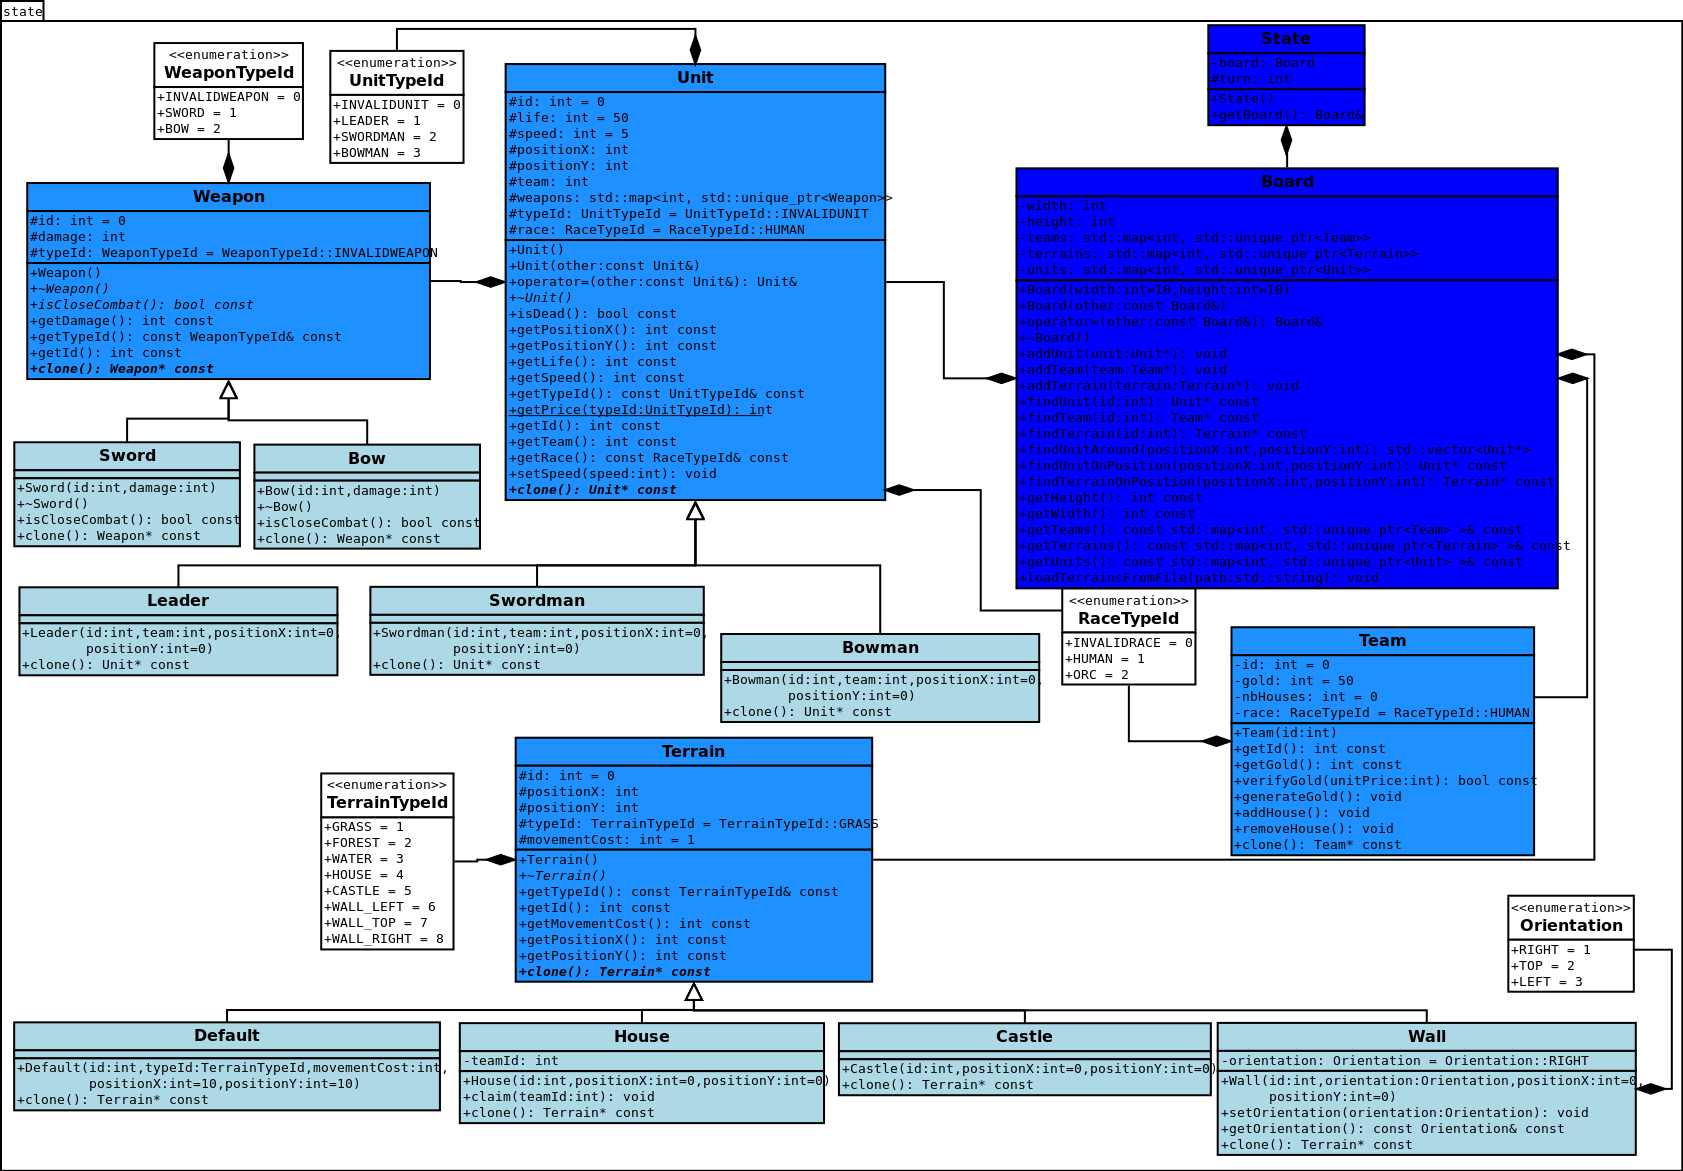 state
<<enumeration>>
WeaponTypeId
+INVALIDWEAPON = 0
+SWORD = 1
+BOW = 2
<<enumeration>>
UnitTypeId
+INVALIDUNIT = 0
+LEADER = 1
+SWORDMAN = 2
+BOWMAN = 3
Unit
#id: int = 0
#life: int = 50
#speed: int = 5
#positionX: int
#positionY: int
#team: int
#weapons: std::map<int, std::unique_ptr<Weapon>>
#typeId: UnitTypeId = UnitTypeId::INVALIDUNIT
#race: RaceTypeId = RaceTypeId::HUMAN
+Unit()
+Unit(other:const Unit&)
+operator=(other:const Unit&): Unit&
+~Unit()
+isDead(): bool const
+getPositionX(): int const
+getPositionY(): int const
+getLife(): int const
+getSpeed(): int const
+getTypeId(): const UnitTypeId& const
+getPrice(typeId:UnitTypeId): int
+getId(): int const
+getTeam(): int const
+getRace(): const RaceTypeId& const
+setSpeed(speed:int): void
+clone(): Unit* const
State
board: Board
#turn: int
+State()
+getBoard(): Board&
Board
-width: int
-height: int
-teams: std::map<int, std::unique_ptr<Team>>
-terrains: std::map<int, std::unique_ptr<Terrain>>
-units: std::map<int, std::unique_ptr<Unit>>
+Board(width:int=10,height:int=10)
+Board(other:const Board&)
+operator=(other:const Board&): Board&
+~Board()
+addUnit(unit:Unit*): void
+addTeam(team:Team*): void
+addTerrain(terrain:Terrain*): void
+findUnit(id:int): Unit* const
+findTeam(id:int): Team* const
+findTerrain(id:int): Terrain* const
+findUnitAround(positionX:int,positionY:int): std::vector<Unit*>
+findUnitOnPosition(positionX:int,positionY:int): Unit* const
+findTerrainOnPosition(positionX:int,positionY:int): Terrain* const
+getHeight(): int const
+getWidth(): int const
+getTeams(): const std::map<int, std::unique_ptr<Team> >& const
+getTerrains(): const std::map<int, std::unique_ptr<Terrain> >& const
+getUnits(): const std::map<int, std::unique_ptr<Unit> >& const
+loadTerrainsFromFile(path:std::string): void
Weapon
#id: int = 0
#damage: int
#typeId: WeaponTypeId = WeaponTypeId::INVALIDWEAPON
+Weapon()
+~Weapon()
+isCloseCombat(): bool const
+getDamage(): int const
+getTypeId(): const WeaponTypeId& const
+getId(): int const
+clone(): Weapon* const
Sword
+Sword(id:int,damage:int)
+~Sword()
+isCloseCombat(): bool const
+clone(): Weapon* const
Bow
+Bow(id:int,damage:int)
+~Bow()
+isCloseCombat(): bool const
+clone(): Weapon* const
Leader
+Leader(id:int,team:int,positionX:int=0,
positionY:int=0)
+clone(): Unit* const
Swordman
+Swordman(id:int,team:int,positionX:int=0,
positionY:int=0)
+clone(): Unit* const
Bowman
+Bowman(id:int,team:int,positionX:int=0,
positionY:int=0)
+clone(): Unit* const
<<enumeration>>
RaceTypeId
+INVALIDRACE = 0
+HUMAN = 1
+ORC = 2
Team
-id: int = 0
-gold: int = 50
-nbHouses: int = 0
-race: RaceTypeId = RaceTypeId::HUMAN
+Team(id:int)
+getId(): int const
+getGold(): int const
+verifyGold(unitPrice:int): bool const
+generateGold(): void
+addHouse(): void
+removeHouse(): void
+clone(): Team* const
<<enumeration>>
TerrainTypeId
+GRASS = 1
+FOREST = 2
+WATER = 3
+HOUSE = 4
+CASTLE = 5
+WALL_LEFT = 6
+WALL_TOP = 7
+WALL_RIGHT = 8
Terrain
#id: int = 0
#positionX: int
#positionY: int
#typeId: TerrainTypeId = TerrainTypeId::GRASS
#movementCost: int = 1
+Terrain()
+~Terrain()
+getTypeId(): const TerrainTypeId& const
+getId(): int const
+getMovementCost(): int const
+getPositionX(): int const
+getPositionY(): int const
+clone(): Terrain* const
<<enumeration>>
Orientation
+RIGHT = 1
+TOP = 2
+LEFT = 3
Default
+Default(id:int,typeId:TerrainTypeId,movementCost:int,
positionX:int=10,positionY:int=10)
+clone(): Terrain* const
House
-teamId: int
+House(id:int,positionX:int=0,positionY:int=0)
+claim(teamId:int): void
+clone(): Terrain* const
Castle
+Castle(id:int,positionX:int=0,positionY:int=0)
+clone(): Terrain* const
Wall
-orientation: Orientation = Orientation::RIGHT
+Wall(id:int,orientation:Orientation,positionX:int=0,
positionY:int=0)
+setOrientation(orientation:Orientation): void
+getOrientation(): const Orientation& const
+clone(): Terrain* const